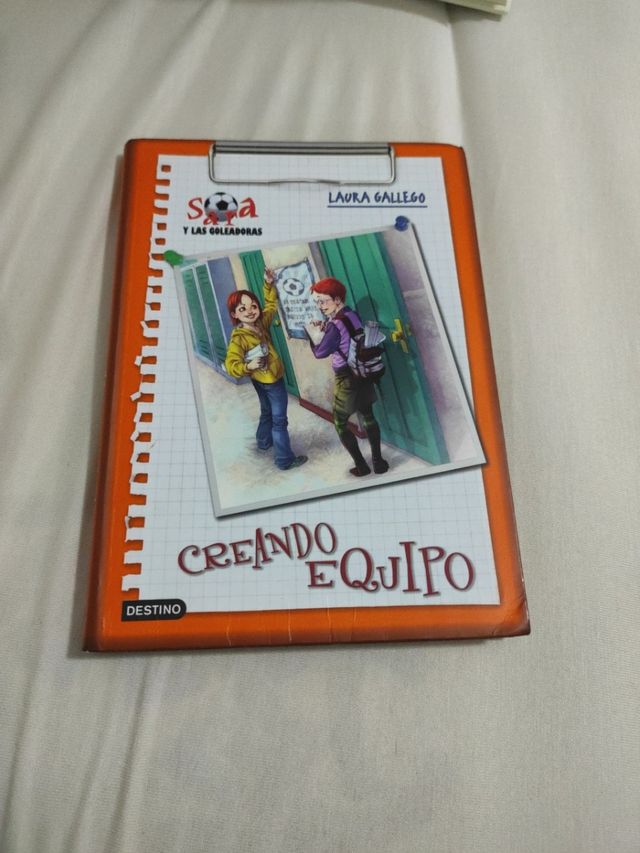 Sara
Y LAS GOLEADORAS
LAURA GALLEGO
CREANDO
EQUIPO
DESTINO